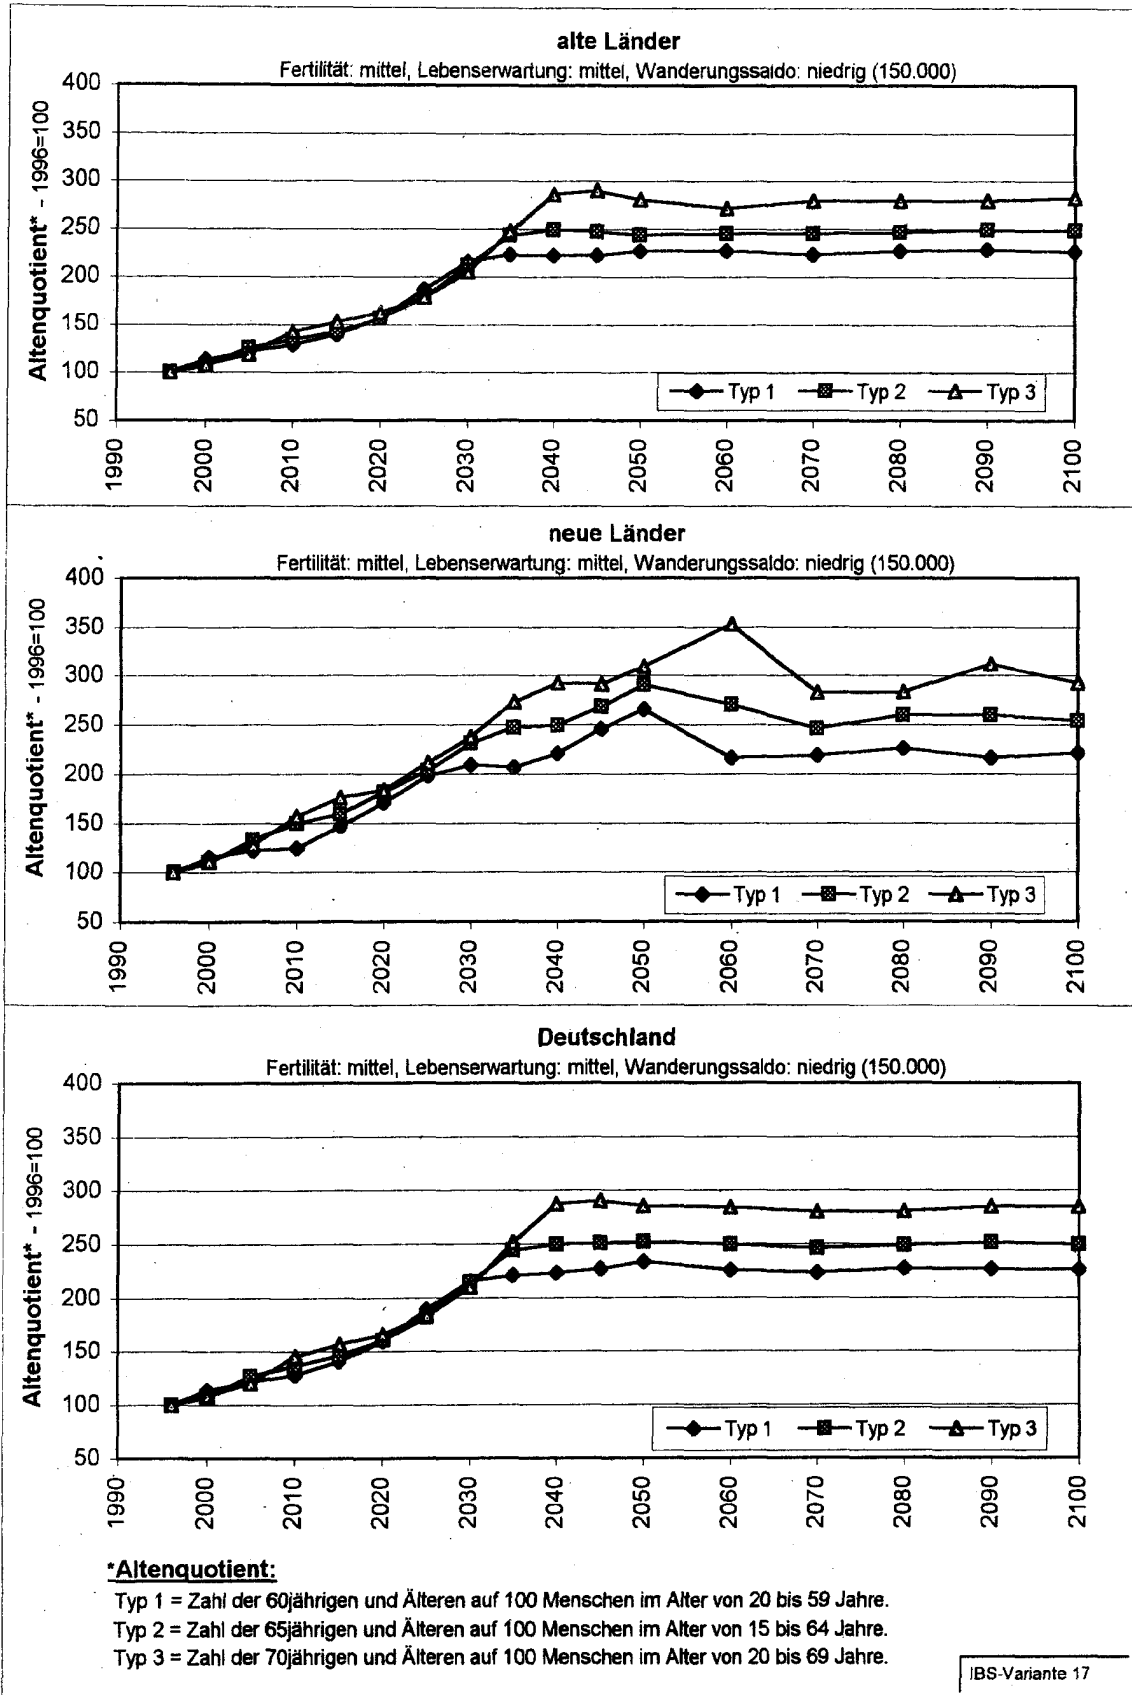 alte Länder
Fertilität: mittel, Lebenserwartung: mittel, Wanderungssaldo: niedrig (150.000)
Altenquotient* - 1996=100
400
350
300
250
200
150
100
50
Typ 1 Typ 2 Typ 3
1990 2000 2010 2020 2030 2040 2050 2060 2070 2080 2090 2100
neue Länder
Fertilität: mittel, Lebenserwartung: mittel, Wanderungssaldo: niedrig (150.000)
Altenquotient* - 1996=100
400
350
300
250
200
150
100
50
Typ 1 Typ 2 Typ 3
1990 2000 2010 2020 2030 2040 2050 2060 2070 2080 2090 2100
Deutschland
Fertilität: mittel, Lebenserwartung: mittel, Wanderungssaldo: niedrig (150.000)
Altenquotient* - 1996=100
400
350
300
250
200
150
100
50
Typ 1 Typ 2 Typ 3
1990 2000 2010 2020 2030 2040 2050 2060 2070 2080 2090 2100
*Altenquotient:
Typ 1 = Zahl der 60jährigen und Älteren auf 100 Menschen im Alter von 20 bis 59 Jahre.
Typ 2 = Zahl der 65jährigen und Älteren auf 100 Menschen im Alter von 15 bis 64 Jahre.
Typ 3 = Zahl der 70jährigen und Älteren auf 100 Menschen im Alter von 20 bis 69 Jahre.
IBS-Variante 17